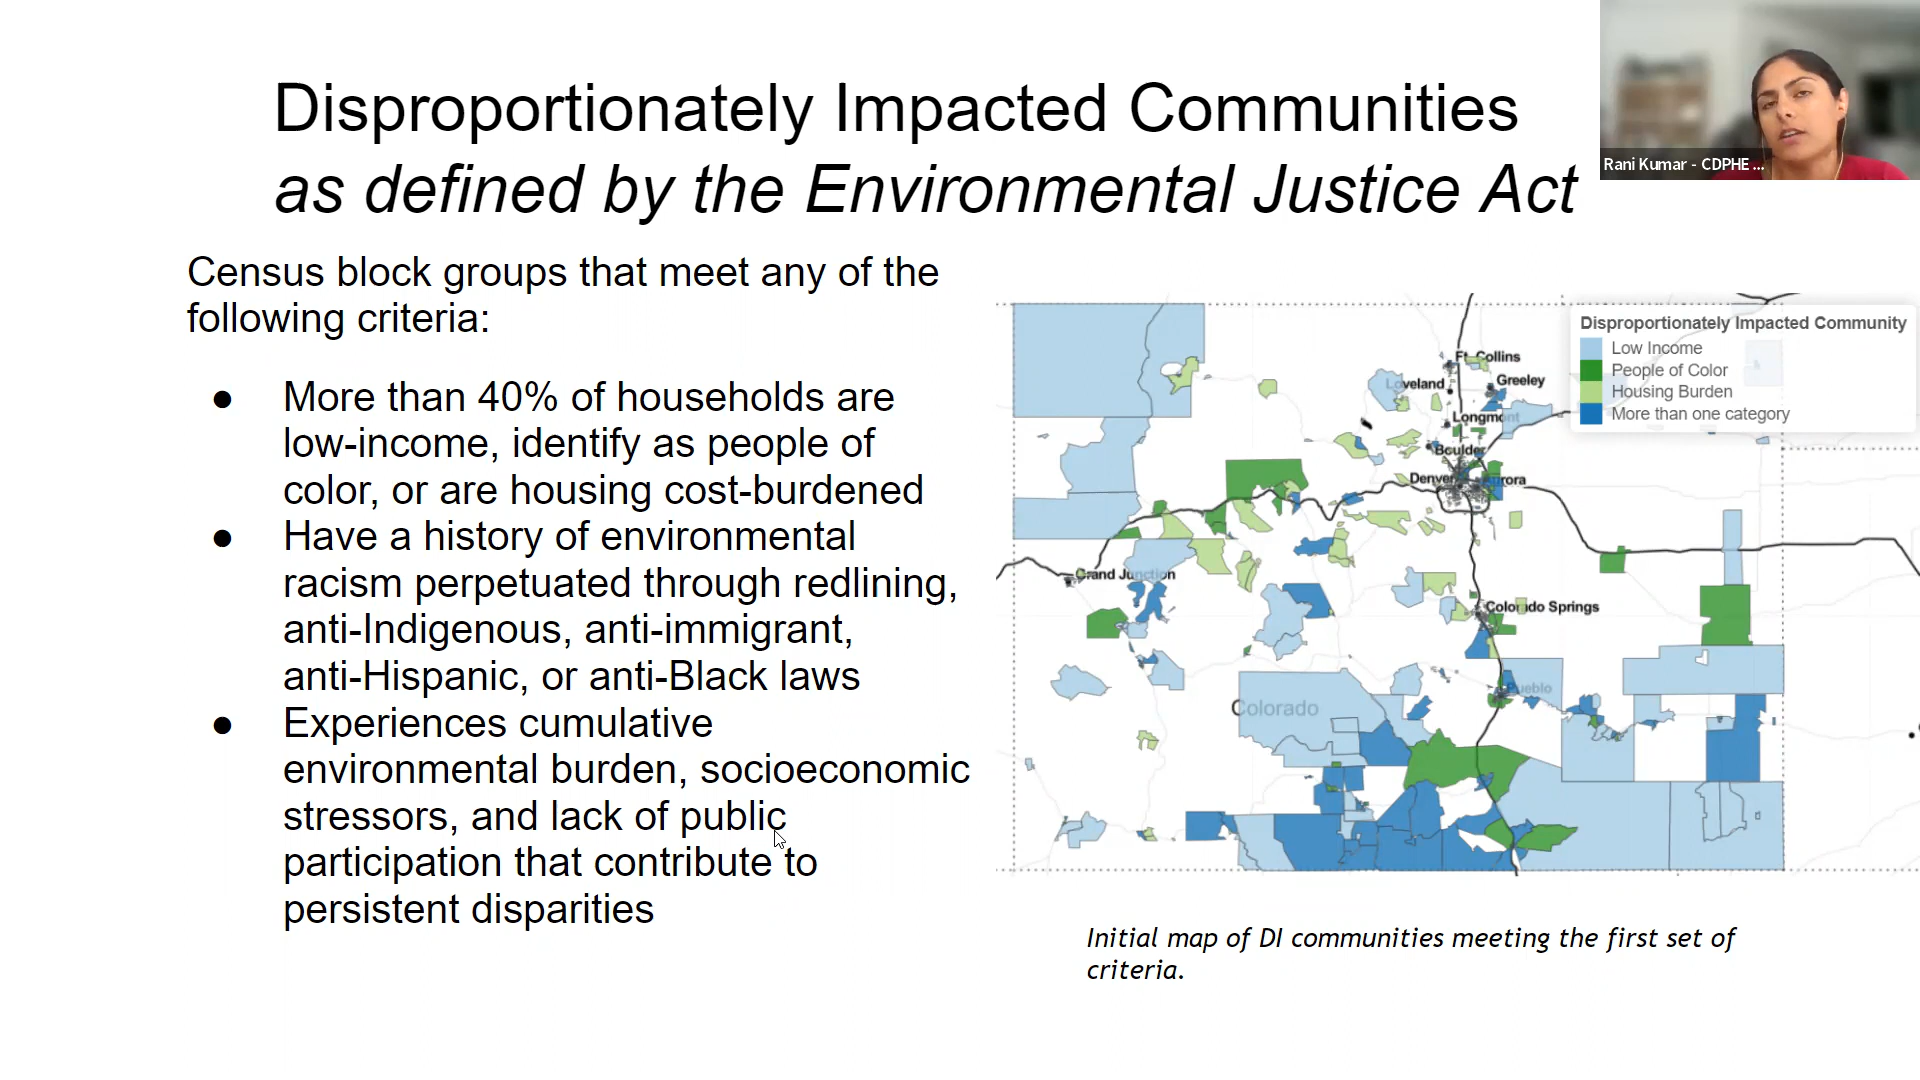 Disproportionately Impacted Communities
as defined by the Environmental Justice Act
Rani Kumar - CDPHE ...
Census block groups that meet any of the
following criteria:
● More than 40% of households are
low-income, identify as people of
color, or are housing cost-burdened
● Have a history of environmental
racism perpetuated through redlining,
anti-Indigenous, anti-immigrant,
anti-Hispanic, or anti-Black laws
● Experiences cumulative
environmental burden, socioeconomic
stressors, and lack of public
participation that contribute to
persistent disparities
Disproportionately Impacted Community
Low Income
People of Color
Housing Burden
More than one category
Ft. Collins
Loveland
Greeley
Longmont
Boulder
Denver
Aurora
Grand Junction
Colorado Springs
Pueblo
Colorado
Initial map of DI communities meeting the first set of
criteria.